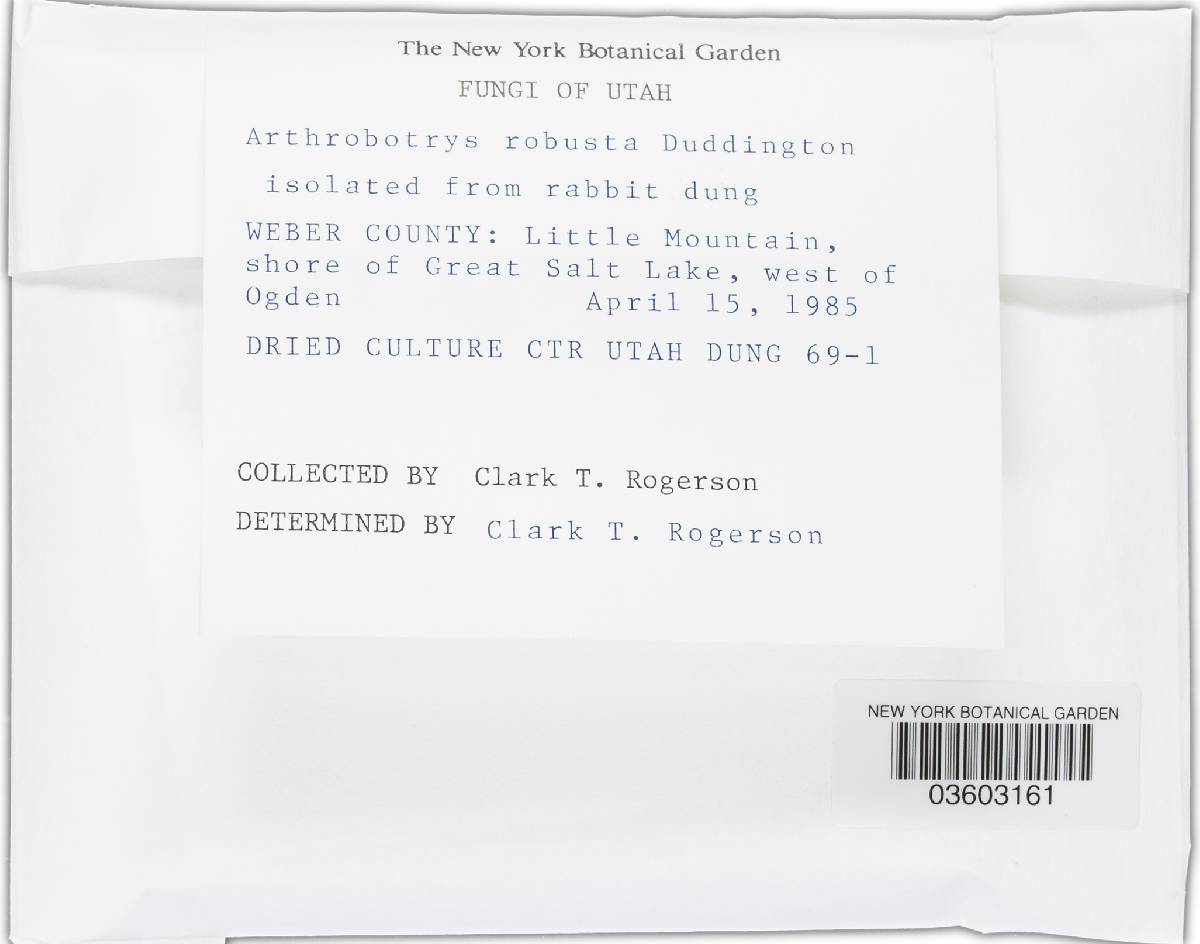 The New York Botanical Garden
FUNGI OF UTAH
Arthrobotrys robusta Duddington
isolated from rabbit dung
WEBER COUNTY: Little Mountain,
shore of Great Salt Lake, west of
Ogden April 15, 1985
DRIED CULTURE CTR UTAH DUNG 69-1
COLLECTED BY Clark T. Rogerson
DETERMINED BY Clark T. Rogerson
NEW YORK BOTANICAL GARDEN
03603161